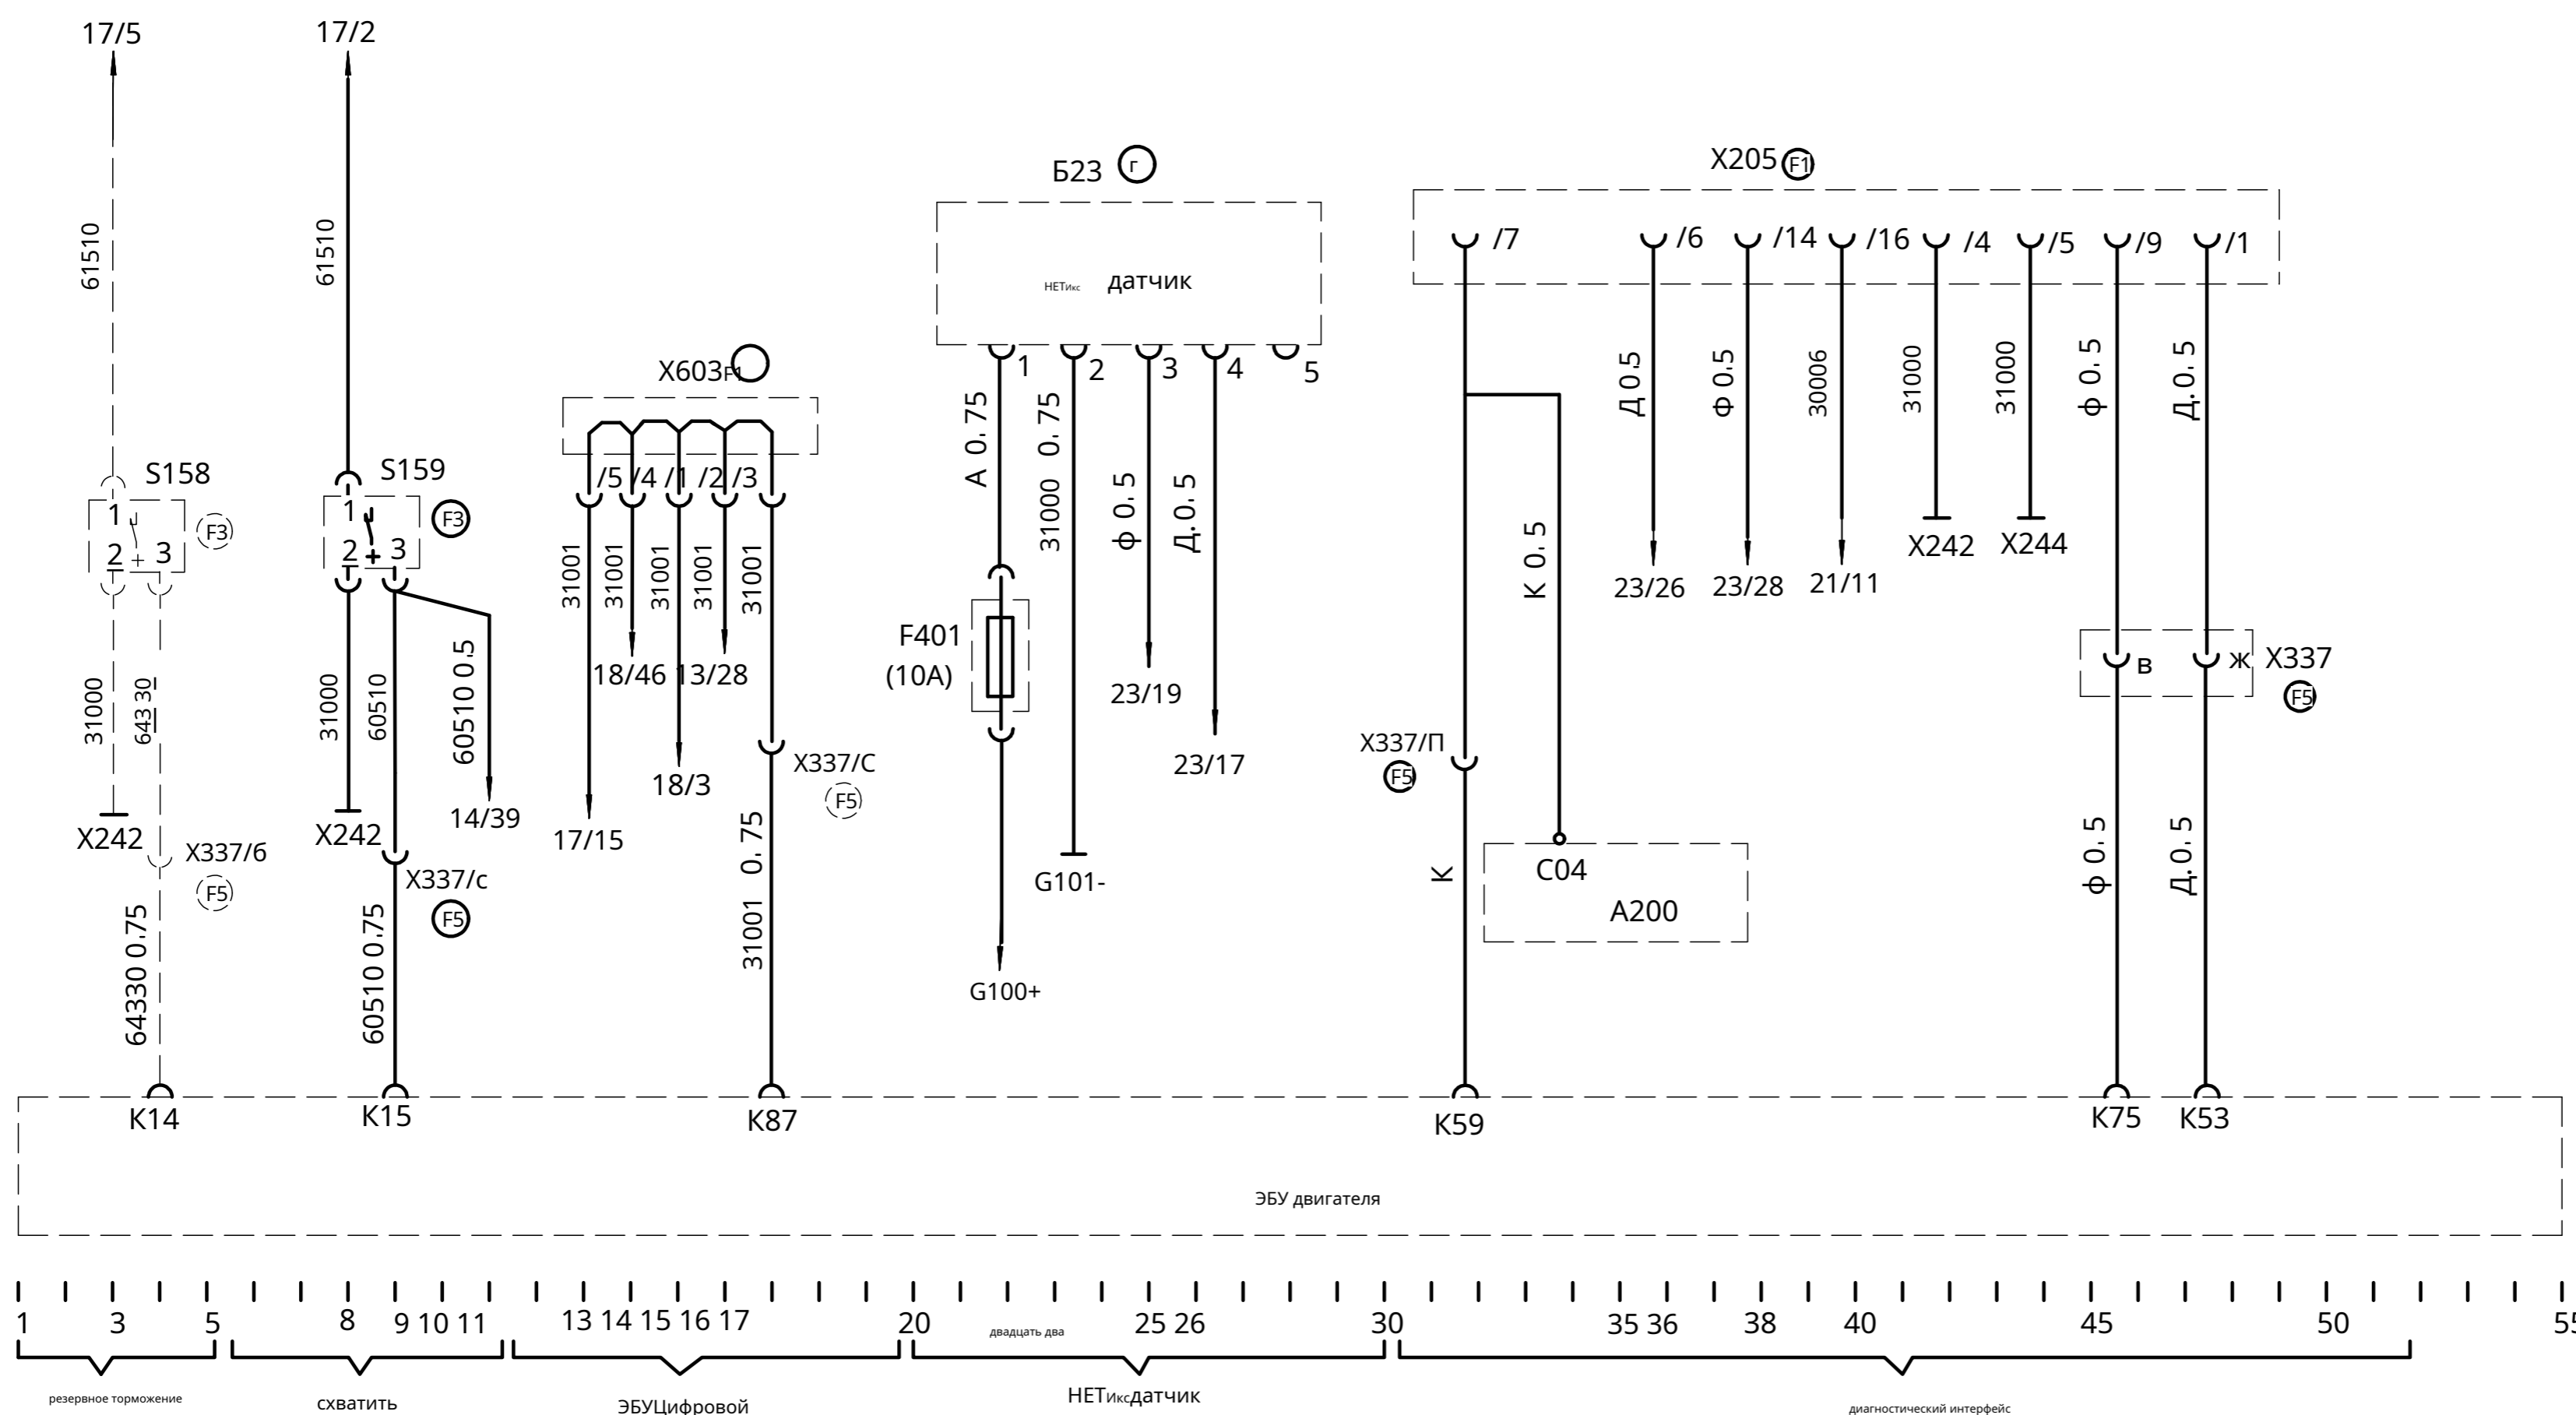 17/5
17/2
61510
61510
Б23 г
X205 F1
НЕТИкс датчик
/7
/6
/14
/16
/4
/5
/9
/1
X603F1
/5 /4 /1 /2 /3
1
2
3
4
5
S158
S159
1
2 + 3
F3
1
2 + 3
F3
31001
31001
31001
31001
31001
А 0.75
31000 0.75
ф 0.5
Д.0.5
Д 0.5
Ф 0.5
30006
31000
31000
ф 0.5
Д.0.5
К 0.5
23/26
23/28
21/11
X242
X244
31000
643 30
31000
60510
60510 0.5
18/46
13/28
F401
(10A)
23/19
23/17
в
ж
X337
F5
X242
X337/б
F5
X242
X337/с
F5
14/39
17/15
18/3
X337/С
F5
X337/П
F5
64330 0.75
60510 0.75
31001 0.75
G101-
G100+
К
С04
А200
ф 0.5
Д.0.5
K14
K15
K87
K59
K75
K53
ЭБУ двигателя
1
3
5
8
9 10 11
13 14 15 16 17
20
двадцать два
25 26
30
35 36
38
40
45
50
55
резервное торможение
схватить
ЭБУЦифровой
НЕТИксдатчик
диагностический интерфейс